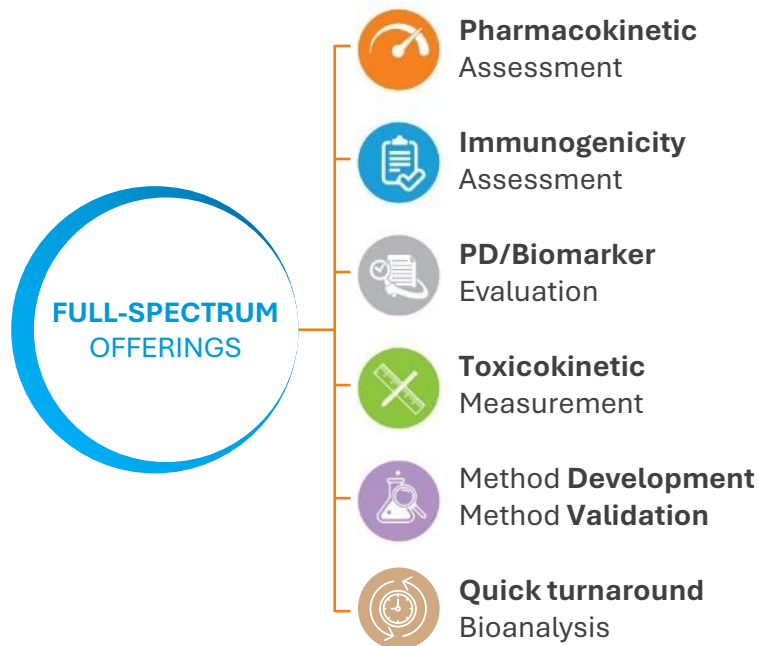 FULL-SPECTRUM
OFFERINGS
Pharmacokinetic
Assessment
Immunogenicity
Assessment
PD/Biomarker
Evaluation
Toxicokinetic
Measurement
Method Development
Method Validation
Quick turnaround
Bioanalysis